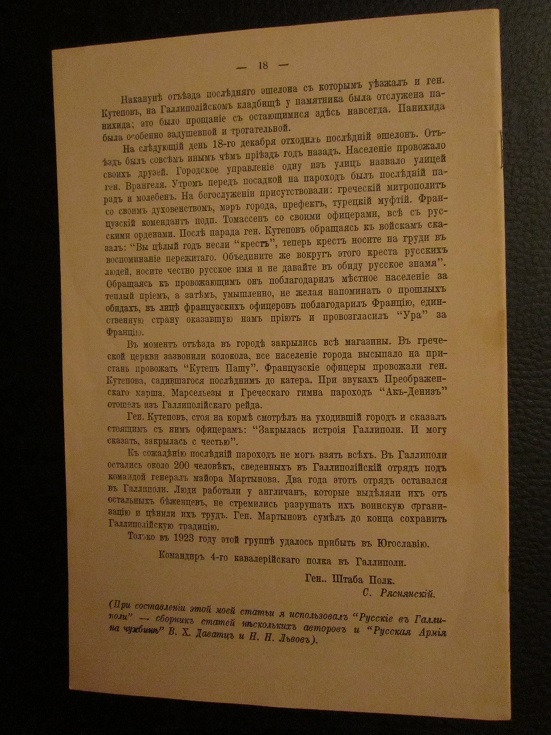 — 18 —
Наканунѣ отъѣзда послѣдняго эшелона съ которымъ уѣзжалъ и ген.
Кутеповъ, на Галлиполійскомъ кладбищѣ у памятника была отслужена па-
нихида; это было прощаніе съ остающимися здѣсь навсегда. Панихида
была особенно задушевной и трогательной.
На слѣдующій день 18-го декабря отходилъ послѣдній эшелонъ. Отъ-
ѣздъ былъ совсѣмъ инымъ чѣмъ пріѣздъ годъ назадъ. Населеніе провожало
своихъ друзей. Городское управленіе одну изъ улицъ назвало улицей
ген. Врангеля. Утромъ передъ посадкой на пароходъ былъ послѣдній па-
радъ и молебенъ. На богослуженіи присутствовали: греческій митрополитъ
со своимъ духовенствомъ, мэръ города, префектъ, турецкій муфтій. Фран-
цузскій комендантъ подп. Томассенъ со своими офицерами, всѣ съ рус-
скими орденами. Послѣ парада ген. Кутеповъ обращаясь къ войскамъ ска-
залъ: "Вы цѣлый годъ несли "крестъ", теперь крестъ носите на груди въ
воспоминаніе пережитаго. Объедините же вокругъ этого креста русскихъ
людей, носите честно русское имя и не давайте въ обиду русское знамя".
Обращаясь къ провожающимъ онъ поблагодарилъ мѣстное населеніе за
теплый пріемъ, а затѣмъ, умышленно, не желая напоминать о прошлыхъ
обидахъ, въ лицѣ французскихъ офицеровъ поблагодарилъ Францію, един-
ственную страну оказавшую намъ пріютъ и провозгласилъ "Ура" за
Францію.
Въ моментъ отъѣзда въ городѣ закрылись всѣ магазины. Въ грече-
ской церкви зазвонили колокола, все населеніе города высыпало на при-
стань провожать "Кутепъ Пашу". Французскіе офицеры провожали ген.
Кутепова, садившагося послѣднимъ до катера. При звукахъ Преображен-
скаго марша, Марсельезы и Греческаго гимна пароходъ "Акъ-Денизъ"
отошелъ изъ Галлиполійскаго рейда.
Ген. Кутеповъ, стоя на кормѣ смотрѣлъ на уходившій городъ и сказалъ
стоящимъ съ нимъ офицерамъ: "Закрылась истроія Галлиполи. И могу
сказать, закрылась с честью".
Къ сожалѣнію послѣдній пароходъ не могъ взять всѣхъ. Въ Галлиполи
остались около 200 человѣкъ, сведенныхъ въ Галлиполійскій отрядъ подъ
командой генералъ майора Мартынова. Два года этотъ отрядъ оставался
въ Галлиполи. Люди работали у англичанъ, которые выдѣляли ихъ отъ
остальныхъ бѣженцевъ, не стремились разрушать ихъ воинскую организ-
ацію и цѣнили ихъ трудъ. Ген. Мартыновъ сумѣлъ до конца сохранить
Галлиполійскую традицію.
Только въ 1923 году этой группѣ удалось прибыть въ Югославію.
Командиръ 4-го кавалерійскаго полка въ Галлиполи.
Ген.. Штаба Полк.
С. Ряснянскій.
(При составленіи этой моей статьи я использовалъ "Русскіе въ Галли-
поли" — сборникъ статей нѣсколькихъ авторовъ и "Русская Армія
на чужбинѣ" В. Х. Даватцъ и Н. Н. Львовъ).